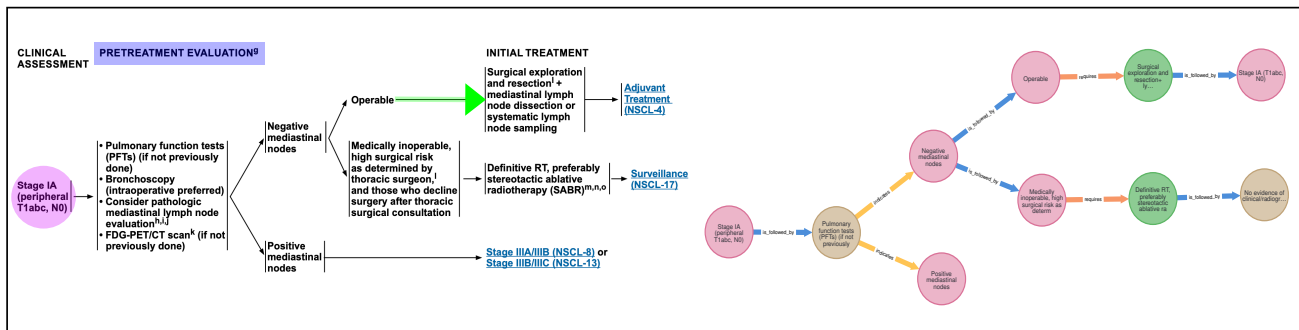 CLINICAL
ASSESSMENT
PRETREATMENT EVALUATIONg
INITIAL TREATMENT
Stage IA
(peripheral
T1abc, N0)
• Pulmonary function tests
(PFTs) (if not previously
done)
• Bronchoscopy
(intraoperative preferred)
• Consider pathologic
mediastinal lymph node
evaluationh,i,j
• FDG-PET/CT scank (if not
previously done)
Negative
mediastinal
nodes
Operable
Surgical exploration
and resectionl +
mediastinal lymph
node dissection or
systematic lymph
node sampling
Adjuvant
Treatment
(NSCL-4)
Medically inoperable,
high surgical risk
as determined by
thoracic surgeon,l
and those who decline
surgery after thoracic
surgical consultation
Definitive RT, preferably
stereotactic ablative
radiotherapy (SABR)m,n,o
Surveillance
(NSCL-17)
Positive
mediastinal
nodes
Stage IIIA/IIIB (NSCL-8) or
Stage IIIB/IIIC (NSCL-13)
Stage IA
(peripheral
T1abc, N0)
is_followed_by
Pulmonary
function tests
(PFTs) (if not
previously
indicates
Negative
mediastinal
nodes
indicates
Positive
mediastinal
nodes
is_followed_by
Operable
requires
Surgical
exploration and
resection+
ly...
is_followed_by
Stage IA (T1abc,
N0)
is_followed_by
Medically
inoperable, high
surgical risk as
determ
requires
Definitive RT,
preferably
stereotactic
ablative ra
is_followed_by
No evidence of
clinical/radiogr...